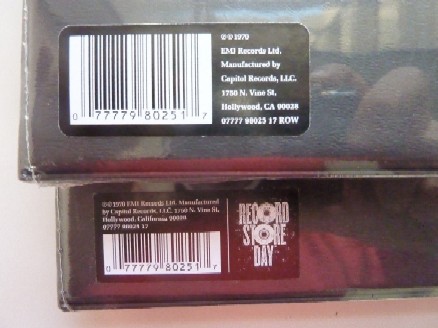 ℗© 1970
EMI Records Ltd.
Manufactured by
Capitol Records, LLC.
1750 N. Vine St,
Hollywood, CA 90028
07777 98025 17 ROW
0 77779 80251 7
℗© 1970 EMI Records Ltd. Manufactured
by Capitol Records, LLC, 1750 N. Vine St,
Hollywood, California 90028
07777 98025 17
0 77779 80251 7
RECORD
STORE
DAY